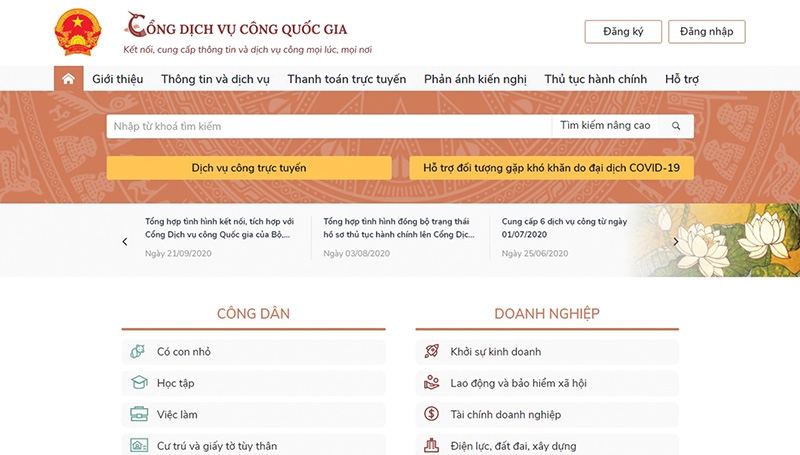 CỔNG DỊCH VỤ CÔNG QUỐC GIA
Kết nối, cung cấp thông tin và dịch vụ công mọi lúc, mọi nơi
Đăng ký
Đăng nhập
Giới thiệu
Thông tin và dịch vụ
Thanh toán trực tuyến
Phản ánh kiến nghị
Thủ tục hành chính
Hỗ trợ
Nhập từ khoá tìm kiếm
Tìm kiếm nâng cao
Dịch vụ công trực tuyến
Hỗ trợ đối tượng gặp khó khăn do đại dịch COVID-19
Tổng hợp tình hình kết nối, tích hợp với
Cổng Dịch vụ công Quốc gia của Bộ,...
Ngày 21/09/2020
Tổng hợp tình hình đồng bộ trạng thái
hồ sơ thủ tục hành chính lên Cổng Dịc...
Ngày 03/08/2020
Cung cấp 6 dịch vụ công từ ngày
01/07/2020
Ngày 25/06/2020
CÔNG DÂN
Có con nhỏ
Học tập
Việc làm
Cư trú và giấy tờ tùy thân
DOANH NGHIỆP
Khởi sự kinh doanh
Lao động và bảo hiểm xã hội
Tài chính doanh nghiệp
Điện lực, đất đai, xây dựng